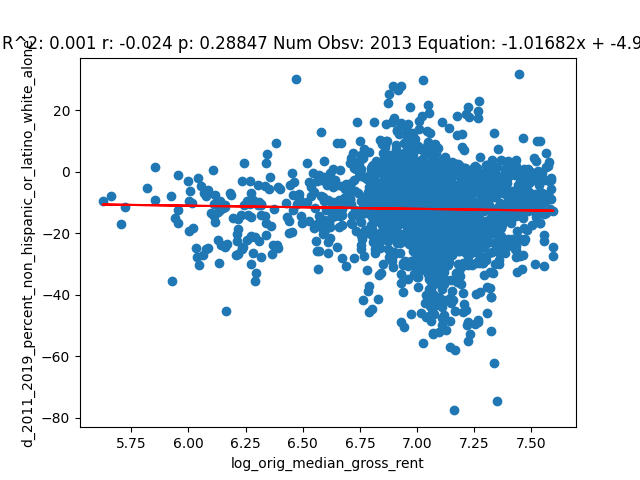 R^2: 0.001 r: -0.024 p: 0.28847 Num Obsv: 2013 Equation: -1.01682x + -4.9
d_2011_2019_percent_non_hispanic_or_latino_white_alone
20
0
−20
−40
−60
−80
5.75 6.00 6.25 6.50 6.75 7.00 7.25 7.50
log_orig_median_gross_rent